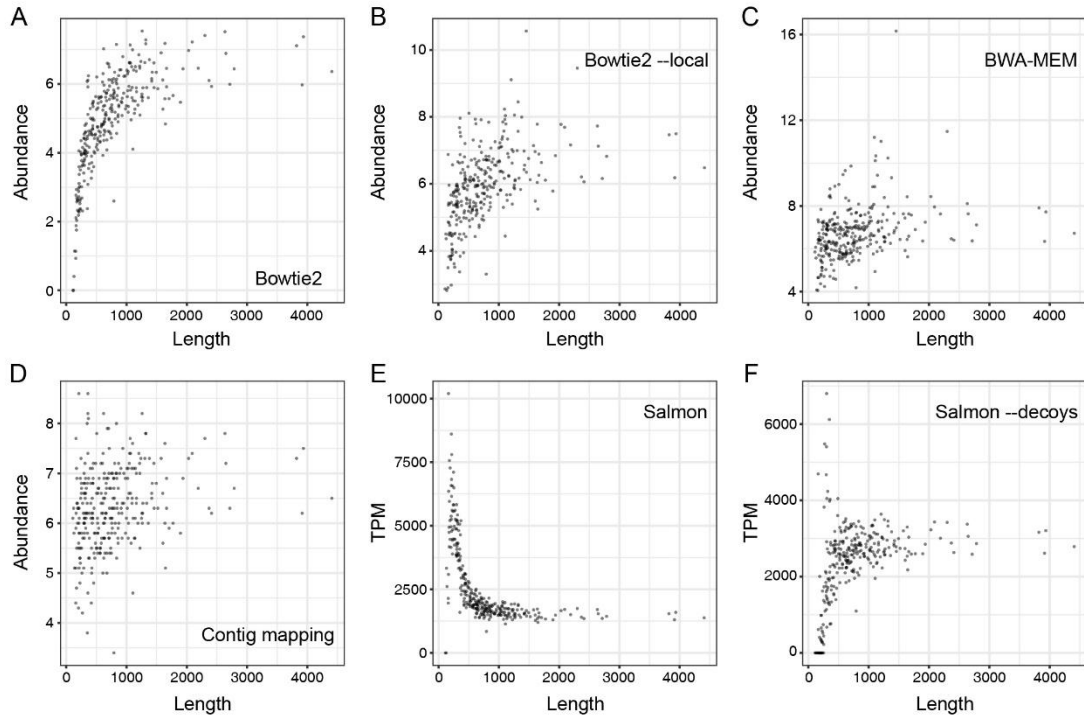 A
Abundance
6
4
2
0
Bowtie2
0 1000 2000 3000 4000
Length
B
Abundance
10
8
6
4
Bowtie2 --local
0 1000 2000 3000 4000
Length
C
Abundance
16
12
8
4
BWA-MEM
0 1000 2000 3000 4000
Length
D
Abundance
8
7
6
5
4
Contig mapping
0 1000 2000 3000 4000
Length
E
TPM
10000
7500
5000
2500
0
Salmon
0 1000 2000 3000 4000
Length
F
TPM
6000
4000
2000
0
Salmon --decoys
0 1000 2000 3000 4000
Length